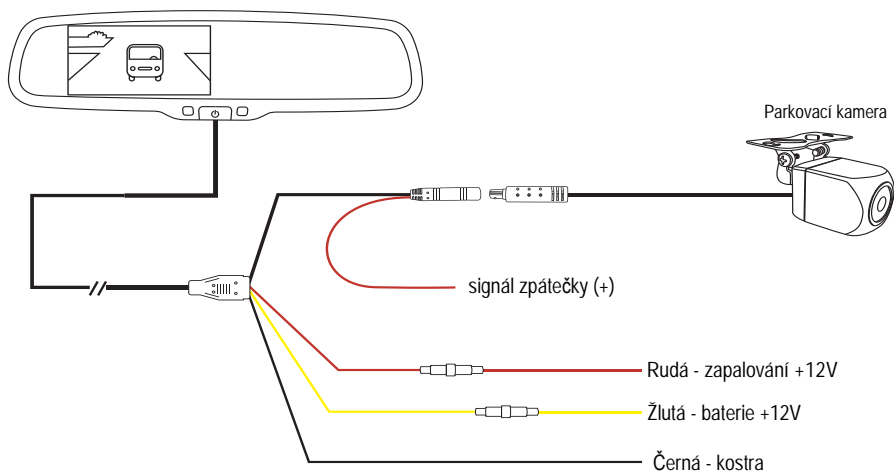 Parkovací kamera
signál zpátečky (+)
Rudá - zapalování +12V
Žlutá - baterie +12V
Černá - kostra